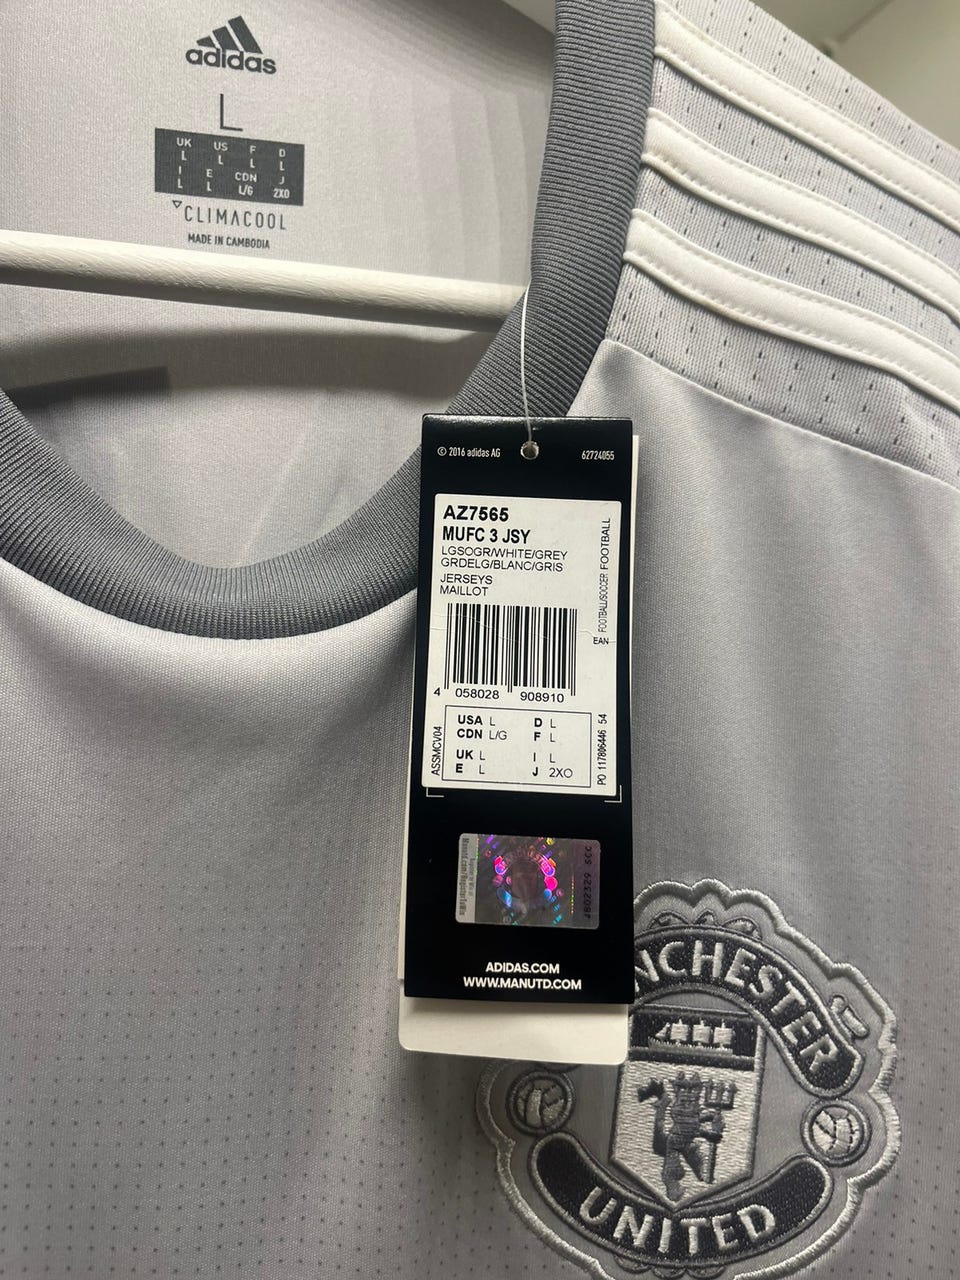 adidas
L
UK US F D
L L L L
I E CDN J
L L L/G 2XO
CLIMACOOL
MADE IN CAMBODIA
© 2016 adidas AG 62724055
AZ7565
MUFC 3 JSY
LGSOGR/WHITE/GREY
GRDELG/BLANC/GRIS
JERSEYS
MAILLOT
FOOTBALL/SOCCER FOOTBALL
EAN
4 058028 908910
ASSMCV04
USA L D L
CDN L/G F L
UK L I L
E L J 2XO
PO 117806446 54
ADIDAS.COM
WWW.MANUTD.COM
NCHESTER
UNITED